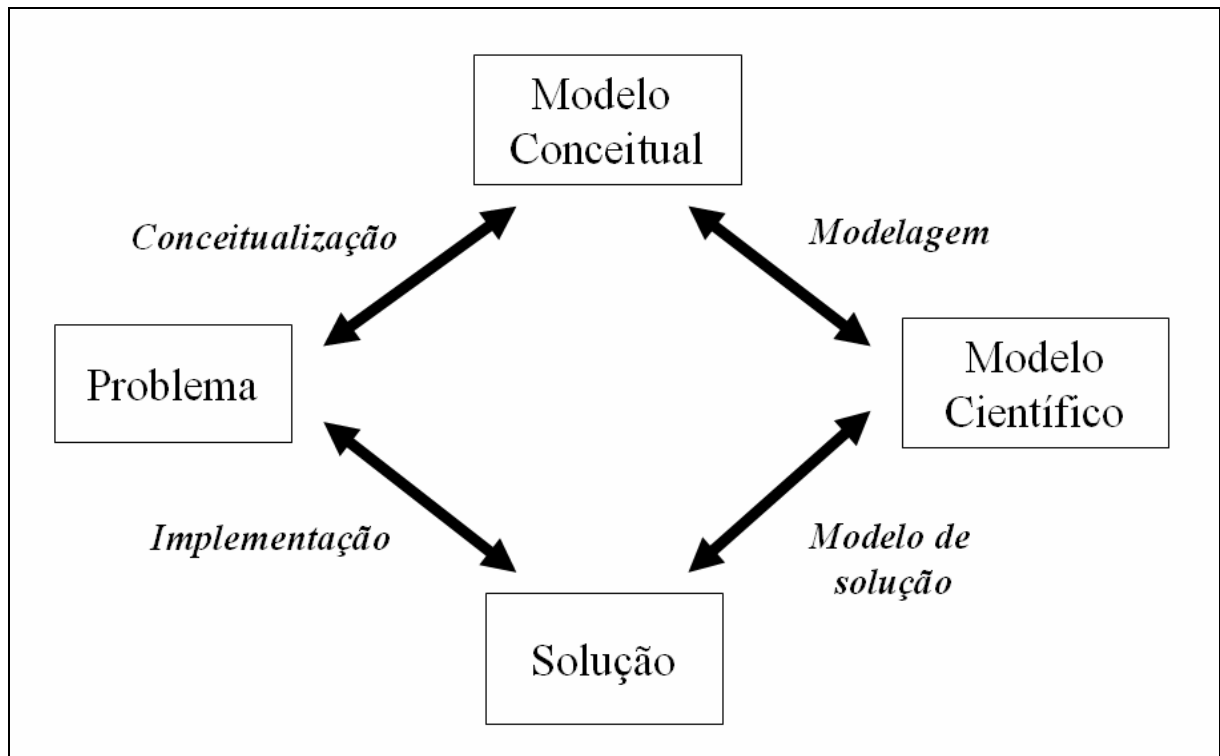 Modelo
Conceitual
Conceitualização
Modelagem
Problema
Modelo
Científico
Implementação
Modelo de
solução
Solução